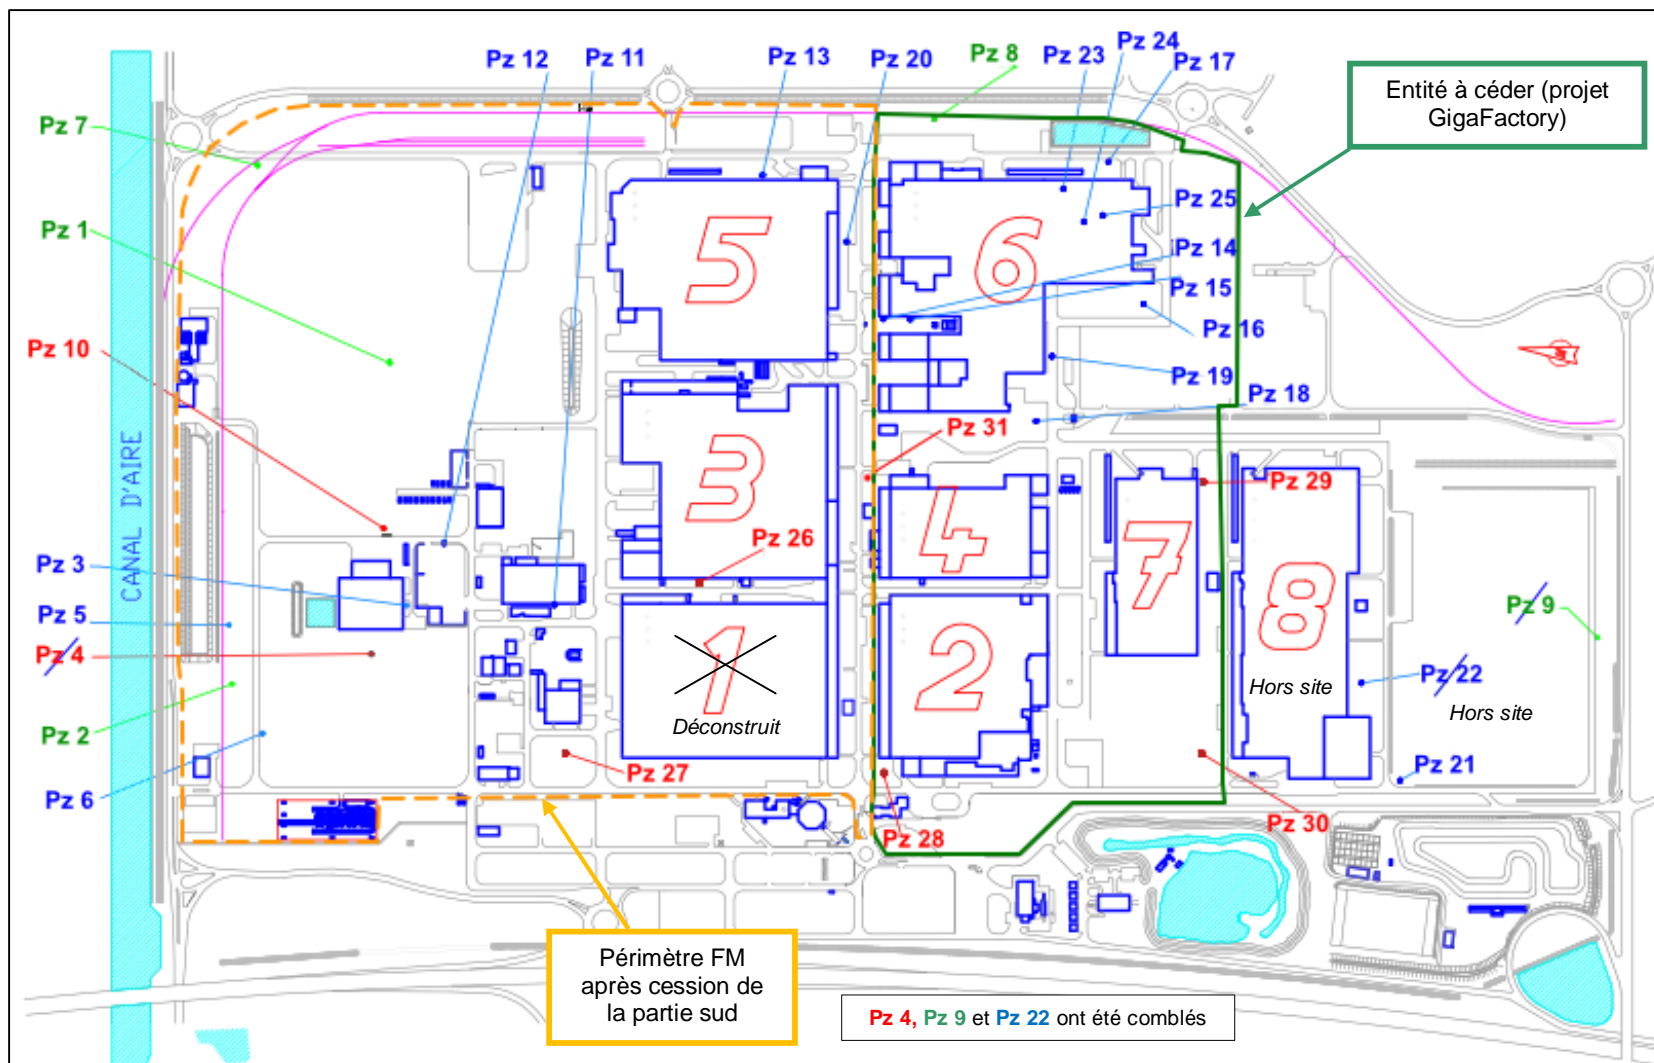 Pz 12
Pz 11
Pz 13
Pz 20
Pz 8
Pz 23
Pz 24
Pz 17
Entité à céder (projet
GigaFactory)
Pz 7
Pz 1
Pz 25
Pz 14
Pz 15
Pz 16
Pz 10
Pz 19
Pz 18
5
6
3
4
7
8
1
2
Pz 31
Pz 29
Pz 26
CANAL D'AIRE
Pz 3
Pz 5
Pz 4
Pz 2
Pz 6
Pz 9
Pz 22
Hors site
Hors site
Déconstruit
Pz 27
Pz 21
Pz 28
Pz 30
Périmètre FM
après cession de
la partie sud
Pz 4, Pz 9 et Pz 22 ont été comblés